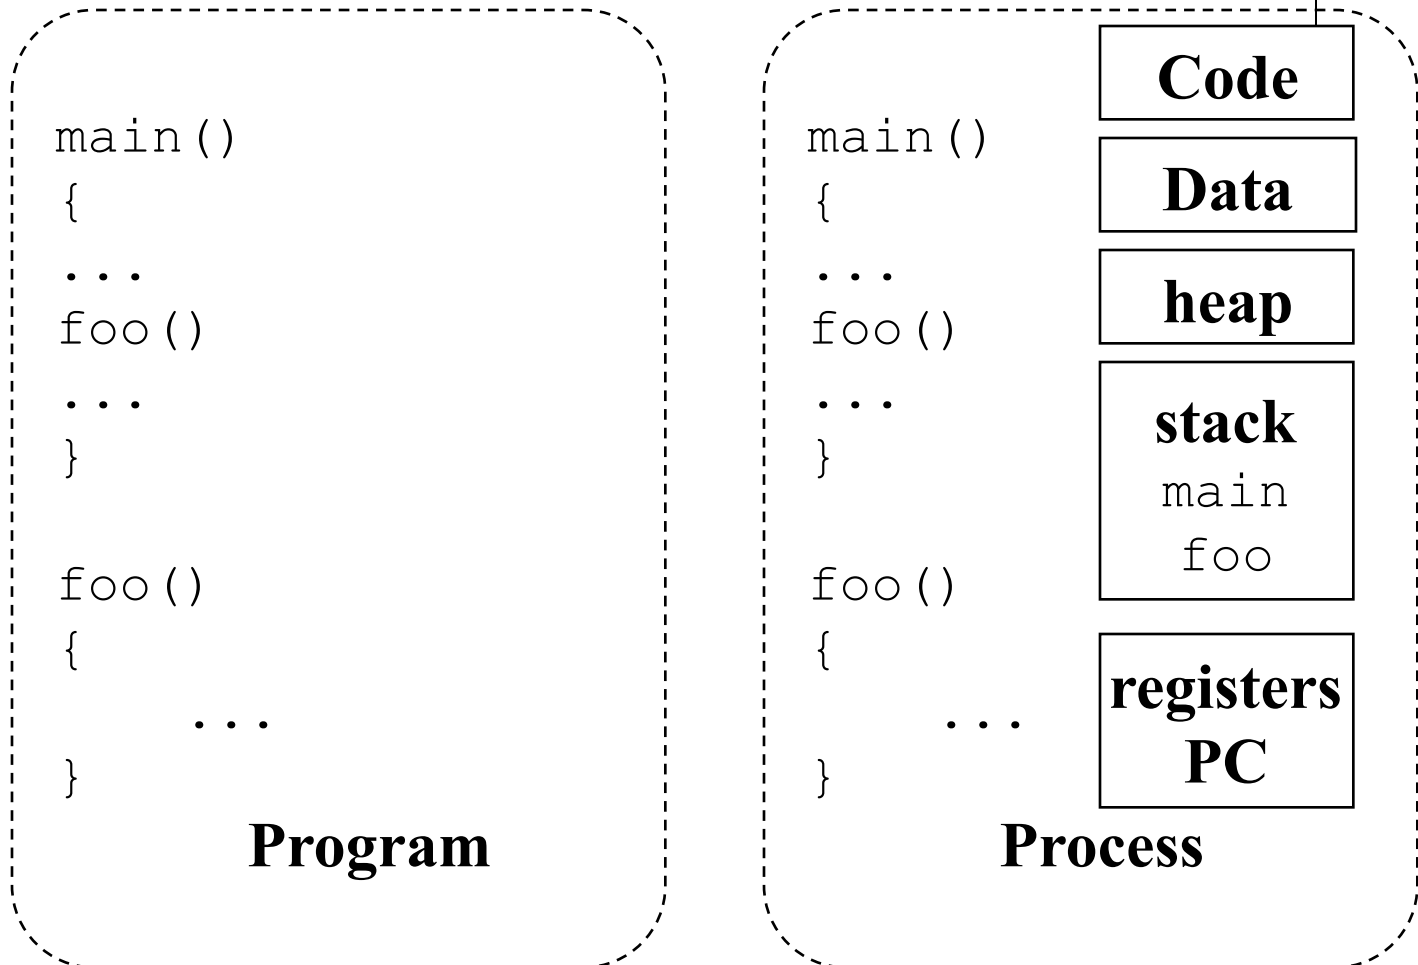 main()
{
...
foo()
...
}
foo()
{
...
}
Program
main()
{
...
foo()
...
}
foo()
{
...
}
Code
Data
heap
stack
main
foo
registers
PC
Process